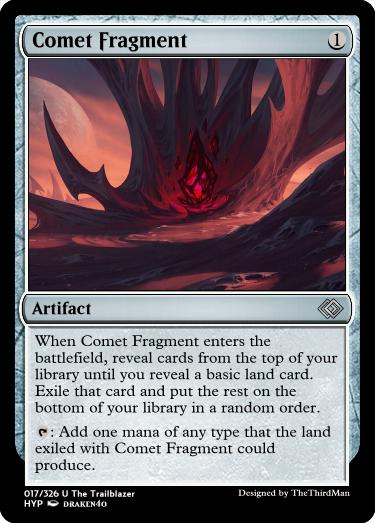 Comet Fragment 1
Artifact
When Comet Fragment enters the
battlefield, reveal cards from the top of your
library until you reveal a basic land card.
Exile that card and put the rest on the
bottom of your library in a random order.
: Add one mana of any type that the land
exiled with Comet Fragment could
produce.
017/326 U The Trailblazer Designed by TheThirdMan
HYP DRAKEN4O